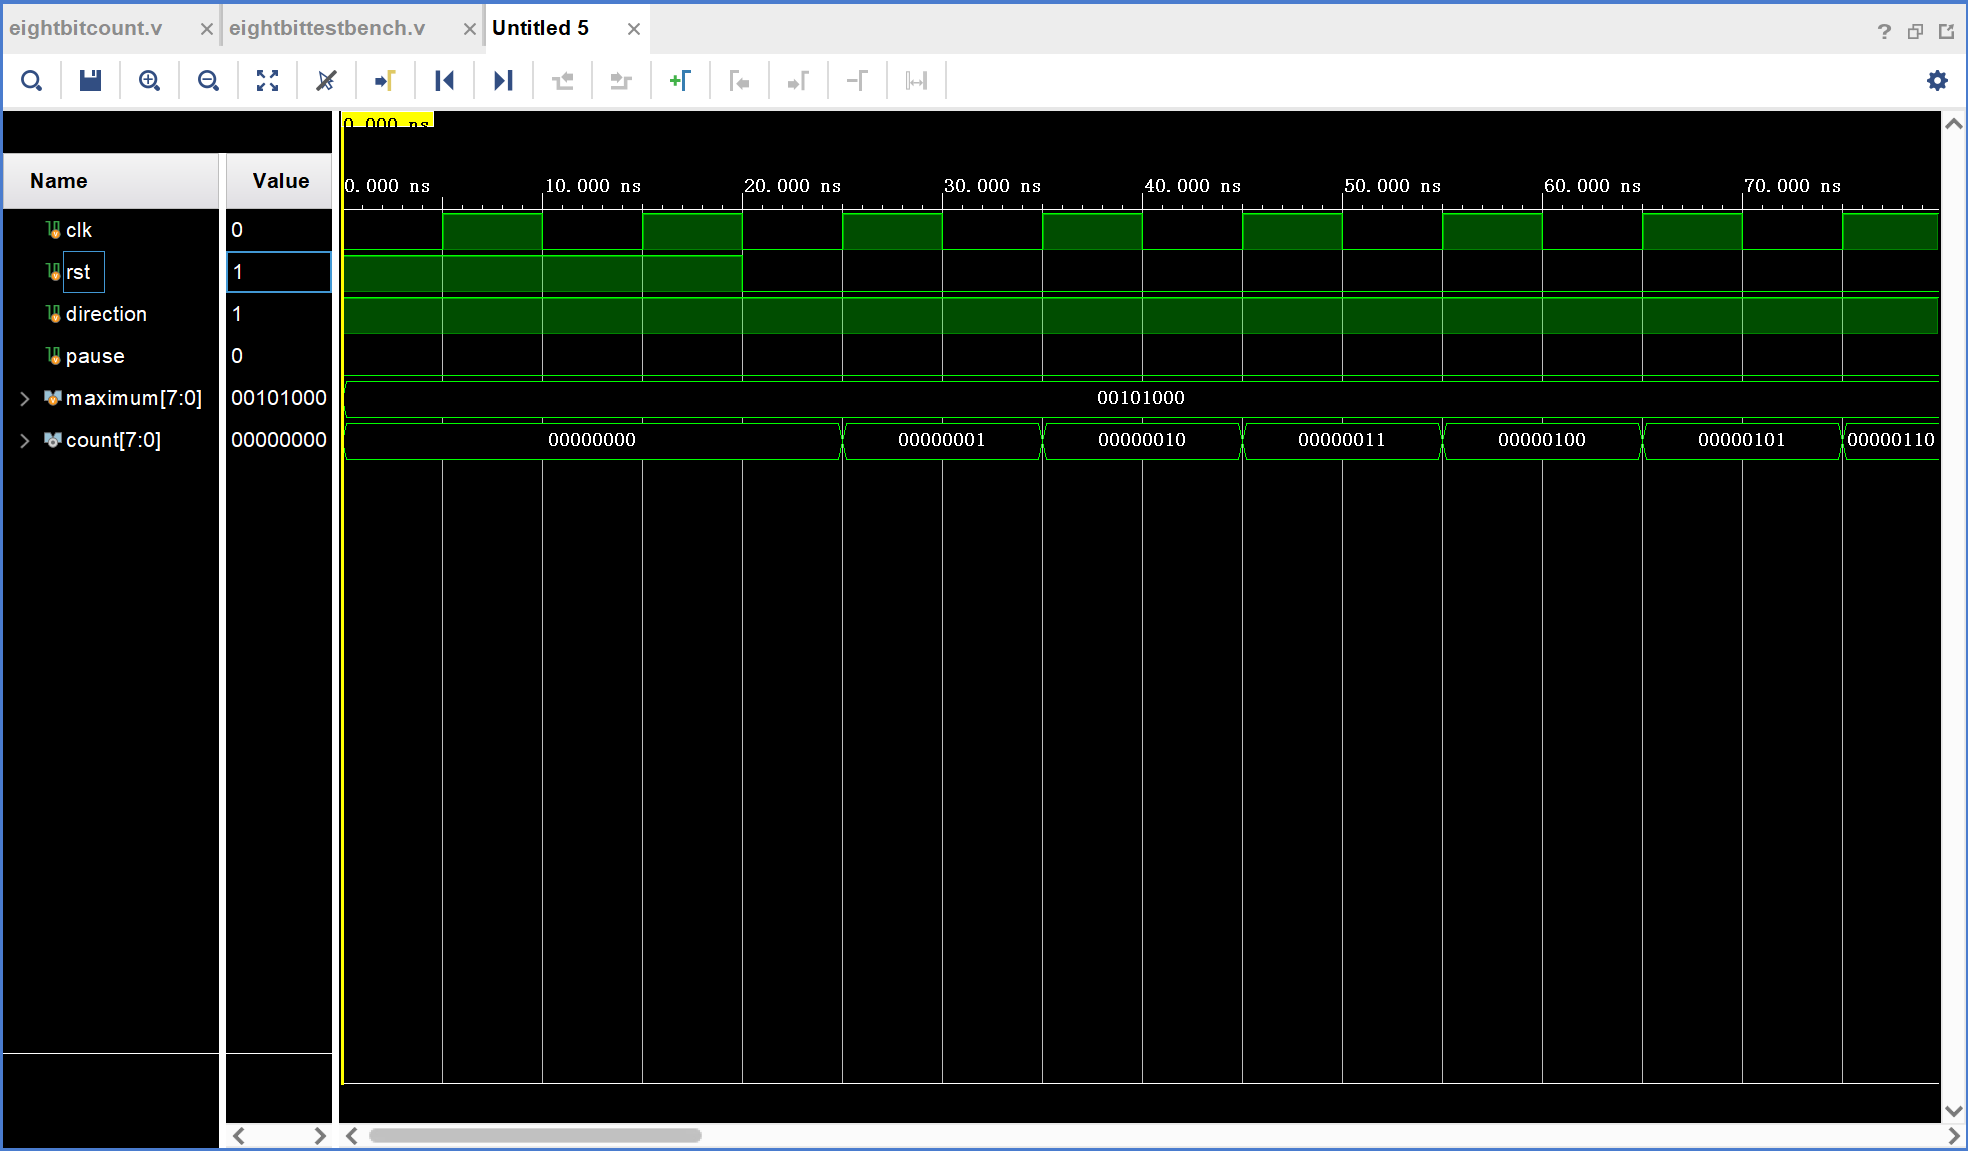 eightbitcount.v eightbittestbench.v Untitled 5
?
0.000 ns
Name Value
0.000 ns 10.000 ns 20.000 ns 30.000 ns 40.000 ns 50.000 ns 60.000 ns 70.000 ns
clk 0
rst 1
direction 1
pause 0
maximum[7:0] 00101000 00101000
count[7:0] 00000000 00000000 00000001 00000010 00000011 00000100 00000101 00000110